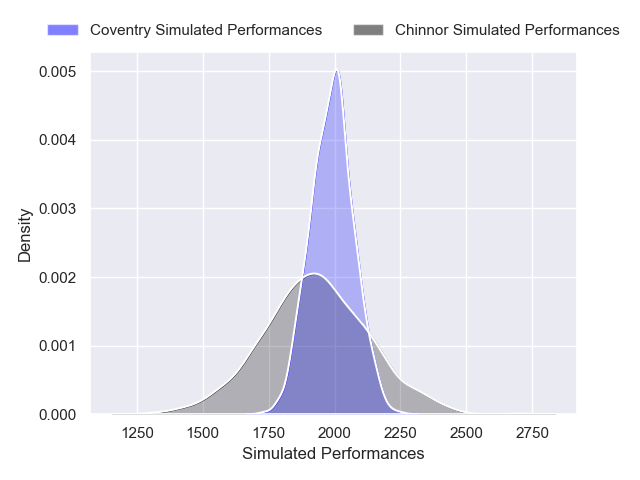 Coventry Simulated Performances
Chinnor Simulated Performances
0.005
0.004
0.003
0.002
0.001
0.000
Density
1250 1500 1750 2000 2250 2500 2750
Simulated Performances